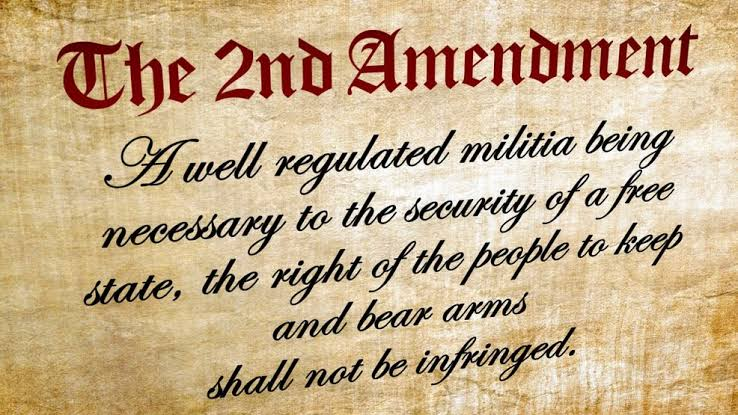 The 2nd Amendment
A well regulated militia being
necessary to the security of a free
state, the right of the people to keep
and bear arms
shall not be infringed.